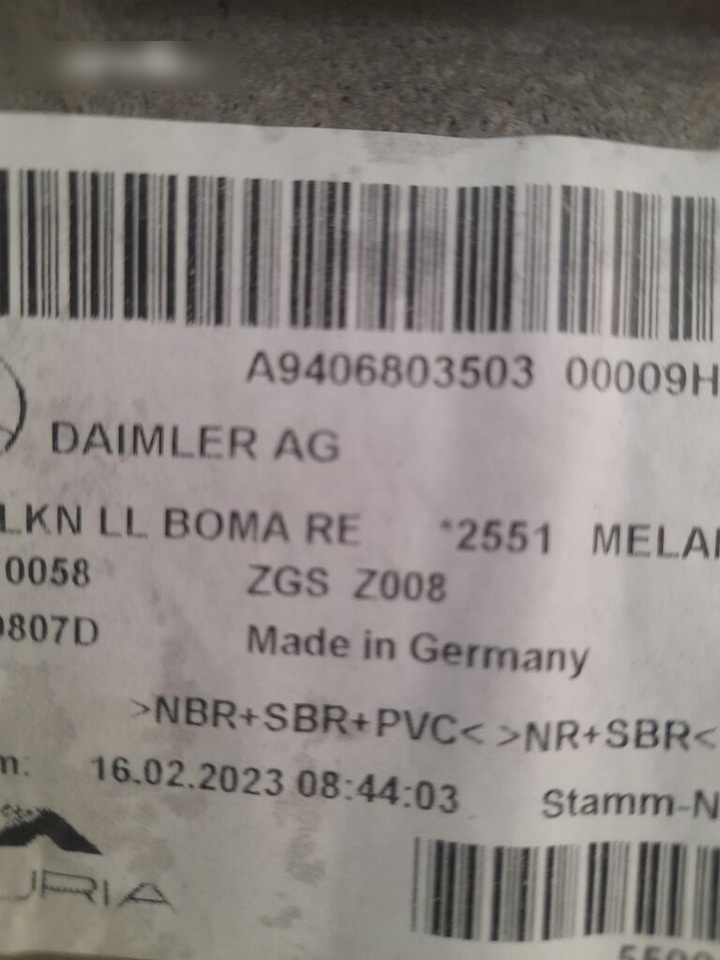 A9406803503 00009H
DAIMLER AG
LKN LL BOMA RE *2551 MELA
0058 ZGS Z008
807D Made in Germany
>NBR+SBR+PVC< >NR+SBR<
m. 16.02.2023 08:44:03 Stamm-N
URIA